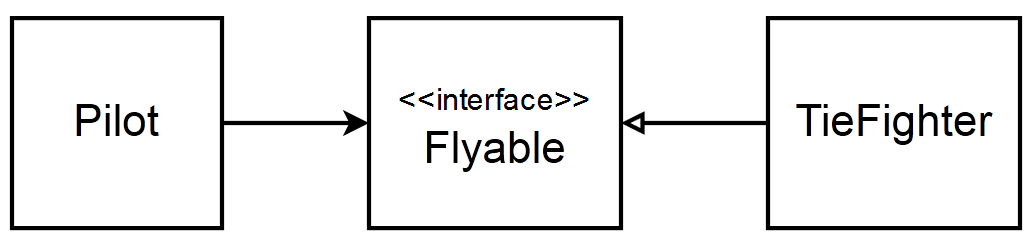 Pilot
<<interface>>
Flyable
TieFighter